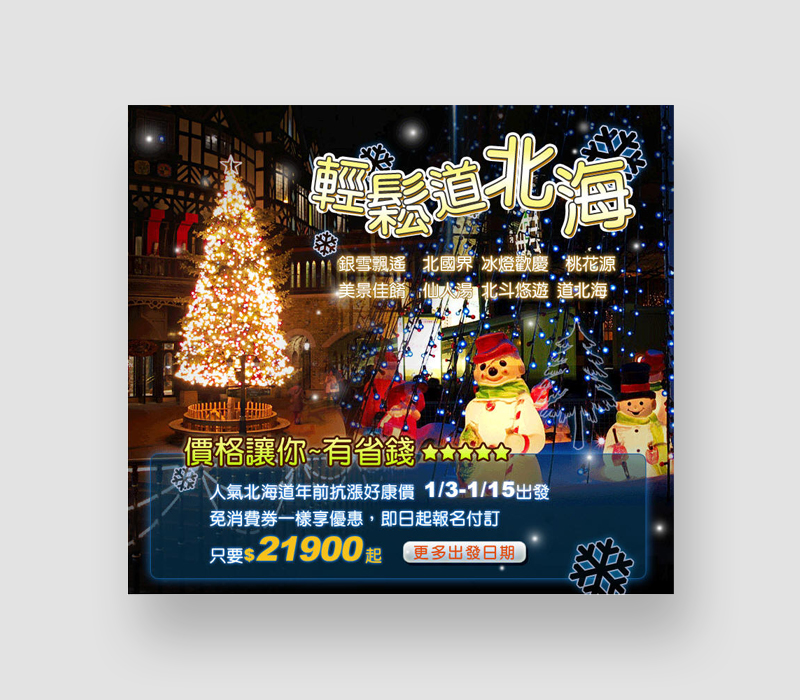 輕鬆道北海
銀雪飄遙 北國界 冰燈歡慶 桃花源
美景佳餚 仙人湯 北斗悠遊 道北海
價格讓你~有省錢★★★★★
人氣北海道年前抗漲好康價 1/3-1/15出發
免消費券一樣享優惠，即日起報名付訂
只要$21900起 更多出發日期